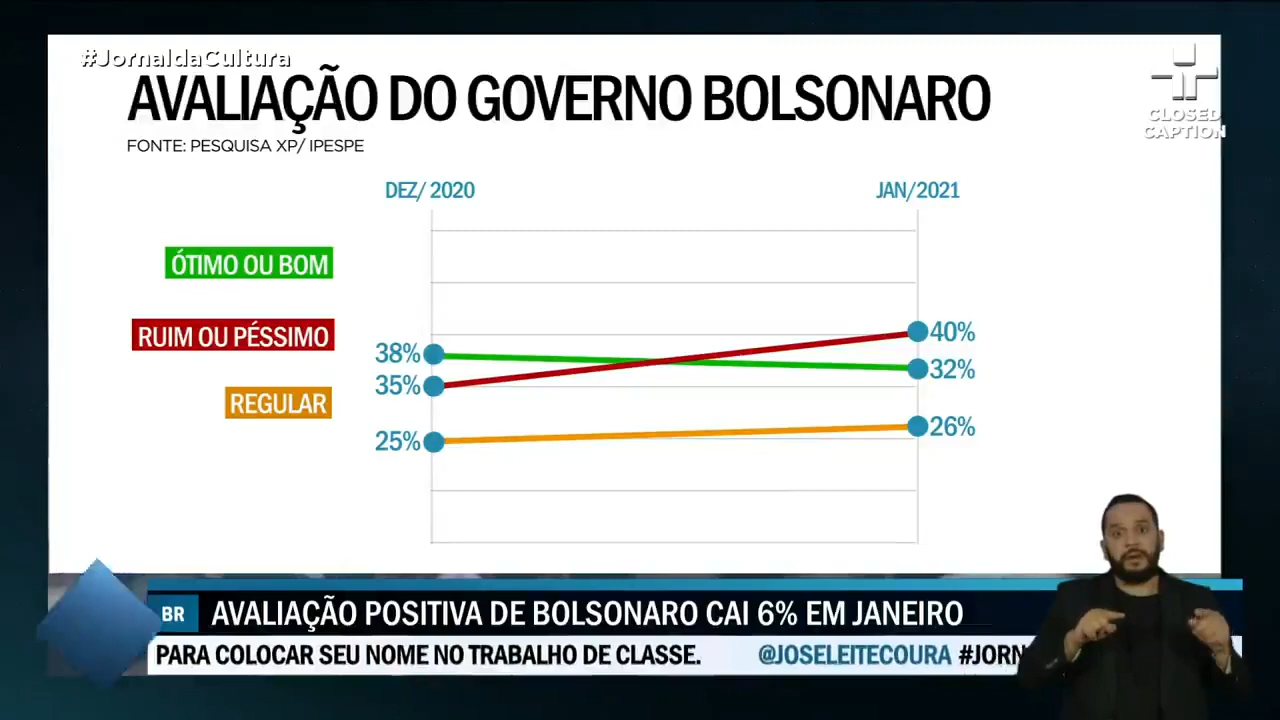 #JornaldaCultura
AVALIAÇÃO DO GOVERNO BOLSONARO
FONTE: PESQUISA XP/ IPESPE
CLOSED
CAPTION
DEZ/ 2020
JAN/2021
ÓTIMO OU BOM
RUIM OU PÉSSIMO
REGULAR
38%
35%
25%
40%
32%
26%
BR
AVALIAÇÃO POSITIVA DE BOLSONARO CAI 6% EM JANEIRO
PARA COLOCAR SEU NOME NO TRABALHO DE CLASSE. @JOSELEITECOURA #JORN